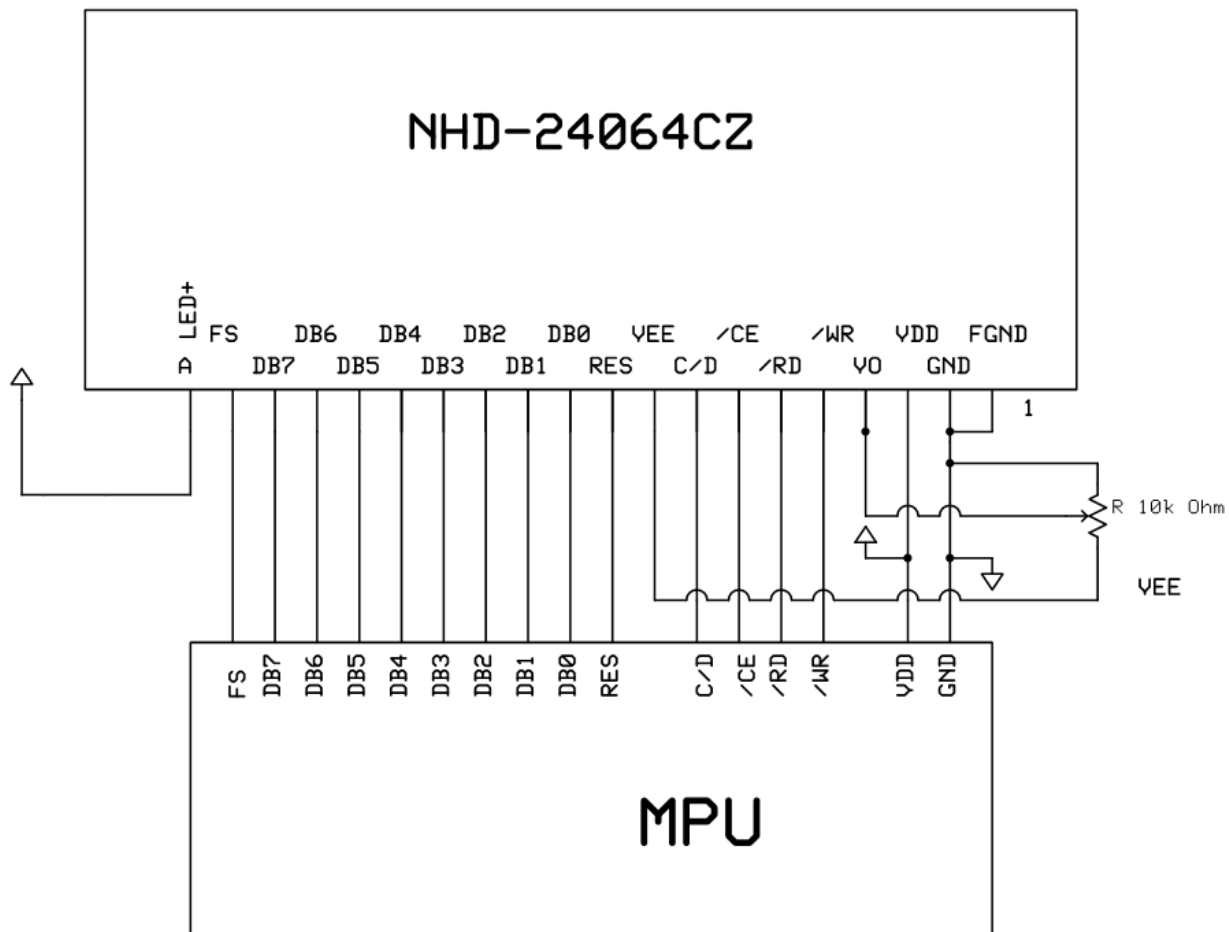 NHD-24064CZ
LED+
A
FS DB6 DB4 DB2 DB0 VEE /CE /WR VDD FGND
DB7 DB5 DB3 DB1 RES C/D /RD VO GND
1
R 10k Ohm
VEE
FS DB7 DB6 DB5 DB4 DB3 DB2 DB1 DB0 RES C/D /CE /RD /WR VDD GND
MPU